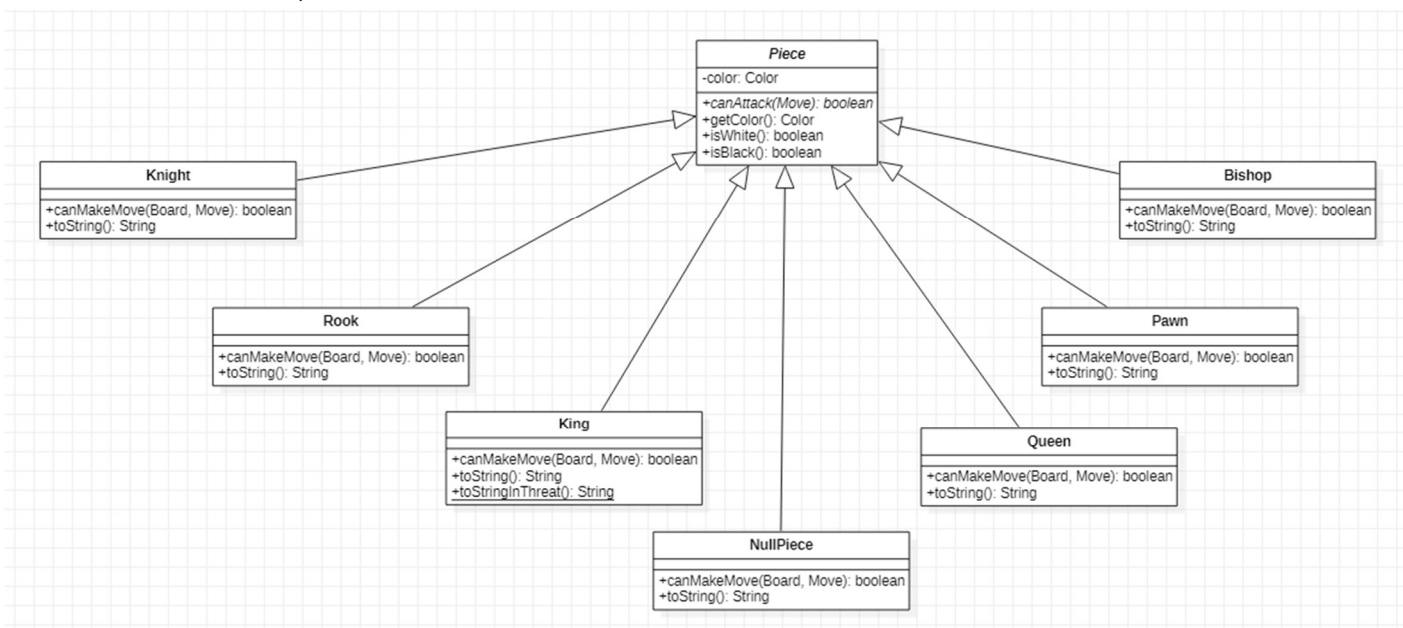 Piece
-color: Color
+canAttack(Move): boolean
+getColor(): Color
+isWhite(): boolean
+isBlack(): boolean
Knight
+canMakeMove(Board, Move): boolean
+toString(): String
Bishop
+canMakeMove(Board, Move): boolean
+toString(): String
Rook
+canMakeMove(Board, Move): boolean
+toString(): String
Pawn
+canMakeMove(Board, Move): boolean
+toString(): String
King
+canMakeMove(Board, Move): boolean
+toString(): String
+toStringInThreat(): String
Queen
+canMakeMove(Board, Move): boolean
+toString(): String
NullPiece
+canMakeMove(Board, Move): boolean
+toString(): String